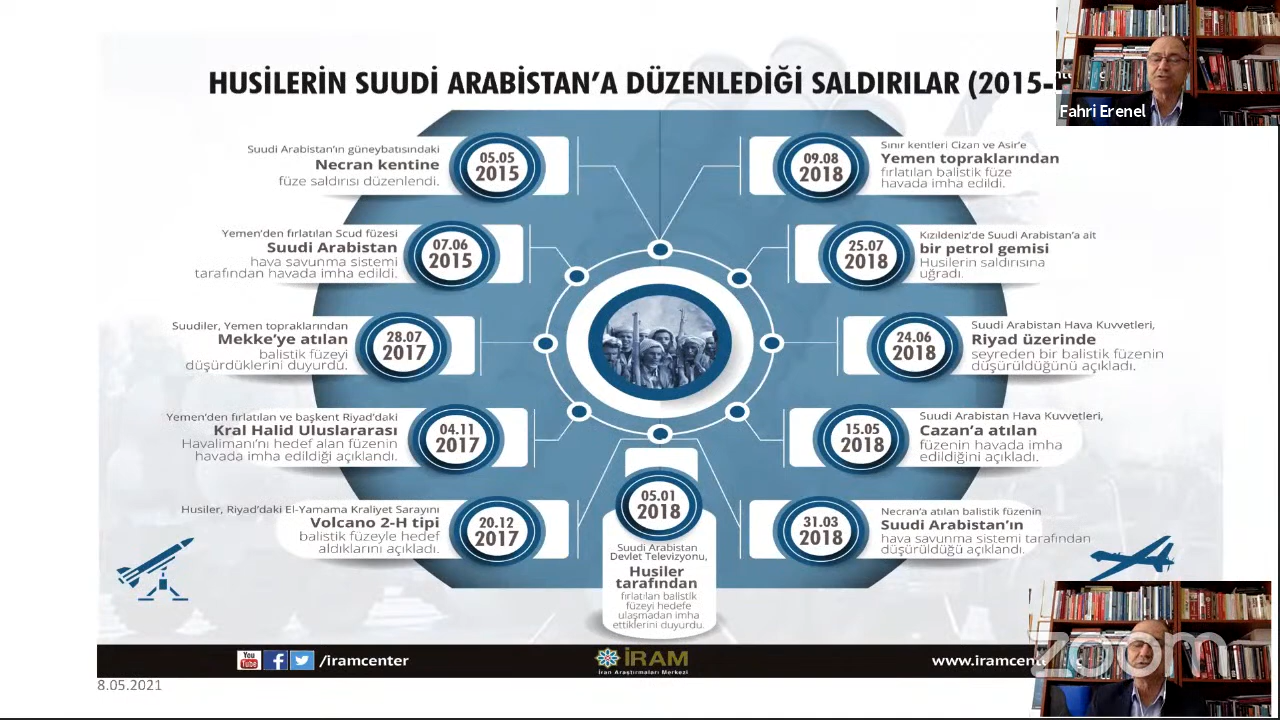 HUSİLERİN SUUDİ ARABİSTAN'A DÜZENLEDİĞİ SALDIRILAR (2015-
Fahri Erenel
Suudi Arabistan'ın güneybatısındaki
Necran kentine
füze saldırısı düzenlendi.
05.05
2015
Yemen'den fırlatılan Scud füzesi
Suudi Arabistan
hava savunma sistemi
tarafından havada imha edildi.
07.06
2015
Suudiler, Yemen topraklarından
Mekke'ye atılan
balistik füzeyi
düşürdüklerini duyurdu.
28.07
2017
Yemen'den fırlatılan ve başkent Riyad'daki
Kral Halid Uluslararası
Havalimanı'nı hedef alan füzenin
havada imha edildiği açıklandı.
04.11
2017
Husiler, Riyad'daki El-Yamama Kraliyet Sarayını
Volcano 2-H tipi
balistik füzeyle hedef
aldıklarını açıkladı.
20.12
2017
05.01
2018
Suudi Arabistan
Devlet Televizyonu,
Husiler
tarafından
fırlatılan balistik
füzeyi hedefe
ulaşmadan imha
ettiklerini duyurdu.
09.08
2018
Sınır kentleri Cizan ve Asir'e
Yemen topraklarından
fırlatılan balistik füze
havada imha edildi.
25.07
2018
Kızıldeniz'de Suudi Arabistan'a ait
bir petrol gemisi
Husilerin saldırısına
uğradı.
24.06
2018
Suudi Arabistan Hava Kuvvetleri,
Riyad üzerinde
seyreden bir balistik füzenin
düşürüldüğünü açıkladı.
15.05
2018
Suudi Arabistan Hava Kuvvetleri,
Cazan'a atılan
füzenin havada imha
edildiğini açıkladı.
31.03
2018
Necran'a atılan balistik füzenin
Suudi Arabistan'ın
hava savunma sistemi tarafından
düşürüldüğü açıklandı.
You
Tube
/iramcenter
İRAM
İran Araştırmaları Merkezi
www.iramcent
zoom
8.05.2021